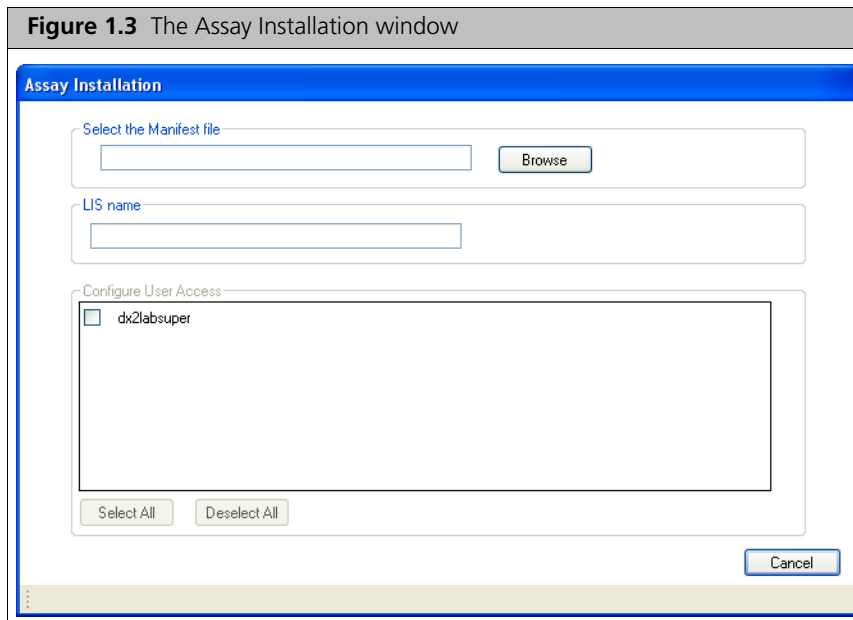 Figure 1.3 The Assay Installation window
Assay Installation
Select the Manifest file
Browse
LIS name
Configure User Access
dx2labsuper
Select All Deselect All
Cancel